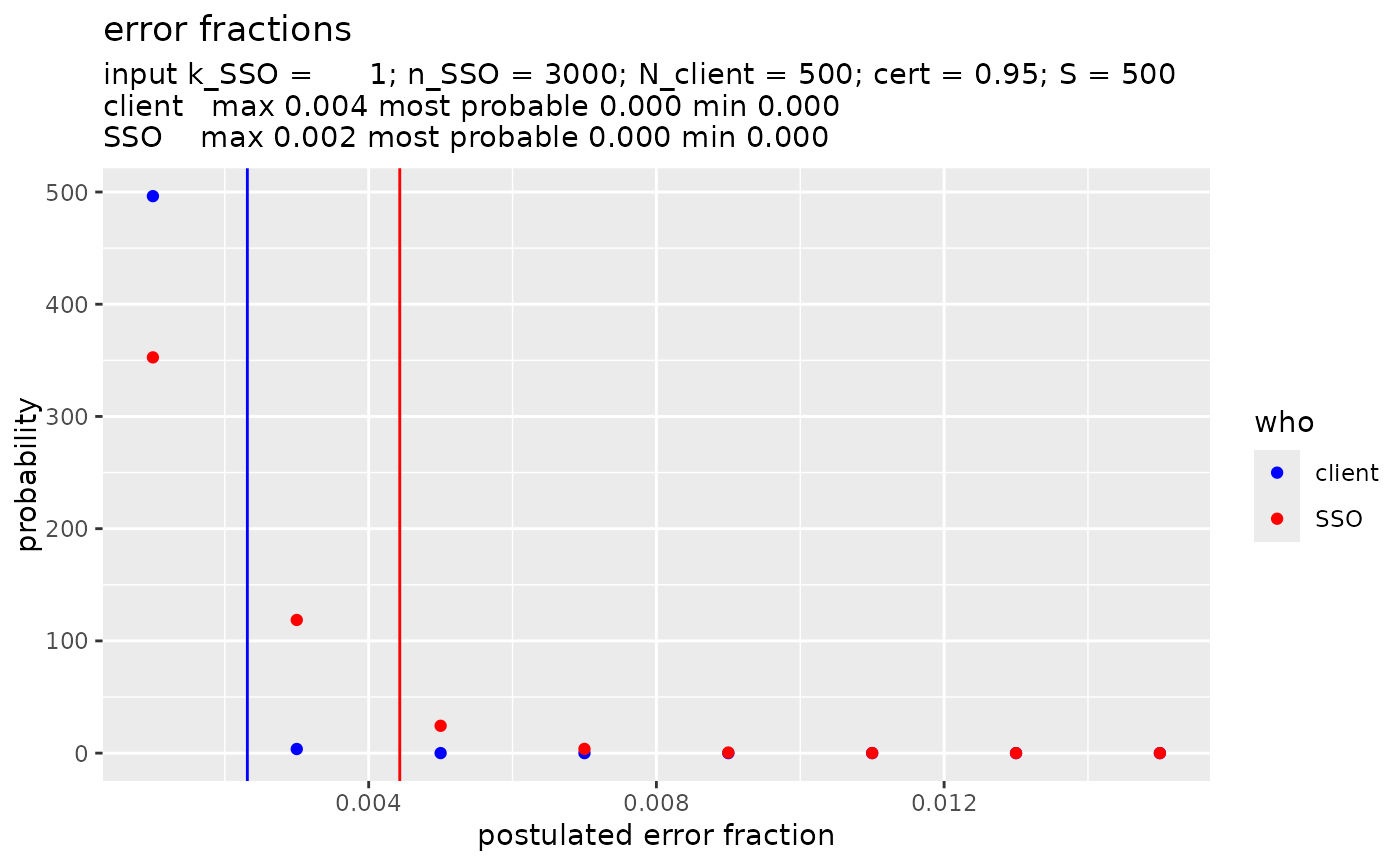 error fractions
input k_SSO =      1; n_SSO = 3000; N_client = 500; cert = 0.95; S = 500
client   max 0.004 most probable 0.000 min 0.000
SSO    max 0.002 most probable 0.000 min 0.000
500
400
300
200
100
0
probability
0.004
0.008
0.012
postulated error fraction
who
client
SSO